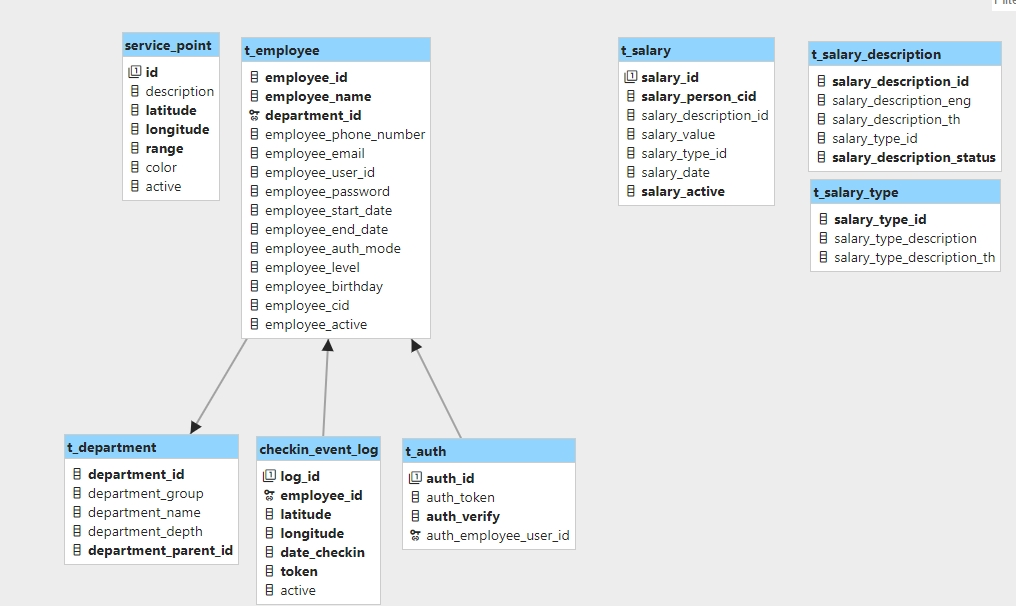 service_point
id
description
latitude
longitude
range
color
active
t_employee
employee_id
employee_name
department_id
employee_phone_number
employee_email
employee_user_id
employee_password
employee_start_date
employee_end_date
employee_auth_mode
employee_level
employee_birthday
employee_cid
employee_active
t_salary
salary_id
salary_person_cid
salary_description_id
salary_value
salary_type_id
salary_date
salary_active
t_salary_description
salary_description_id
salary_description_eng
salary_description_th
salary_type_id
salary_description_status
t_salary_type
salary_type_id
salary_type_description
salary_type_description_th
t_department
department_id
department_group
department_name
department_depth
department_parent_id
checkin_event_log
log_id
employee_id
latitude
longitude
date_checkin
token
active
t_auth
auth_id
auth_token
auth_verify
auth_employee_user_id